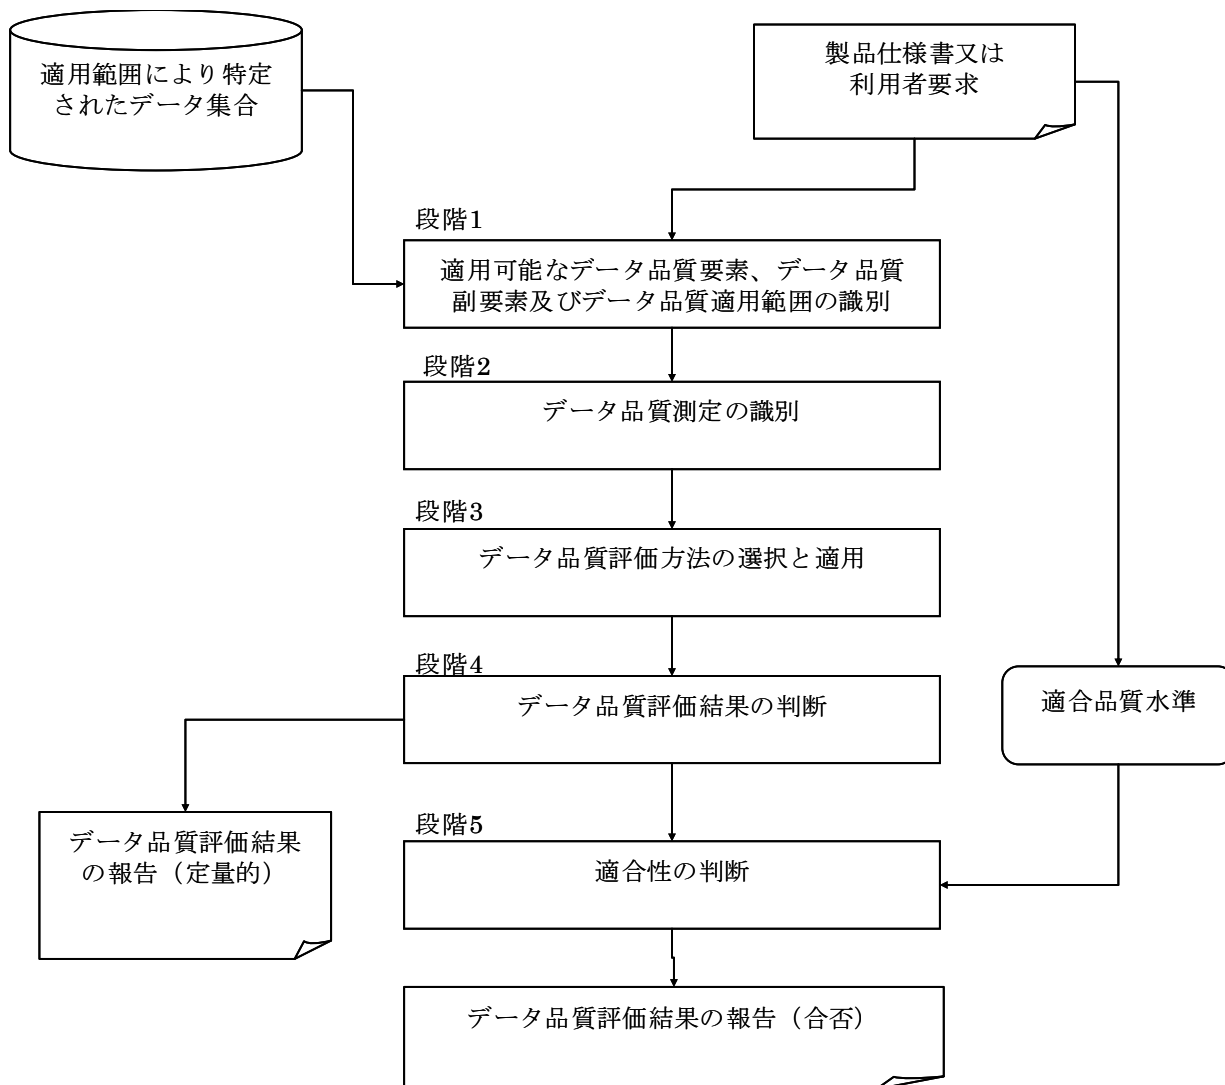 適用範囲により特定
されたデータ集合
製品仕様書又は
利用者要求
段階1
適用可能なデータ品質要素、データ品質
副要素及びデータ品質適用範囲の識別
段階2
データ品質測定の識別
段階3
データ品質評価方法の選択と適用
段階4
データ品質評価結果の判断
適合品質水準
データ品質評価結果
の報告（定量的）
段階5
適合性の判断
データ品質評価結果の報告（合否）